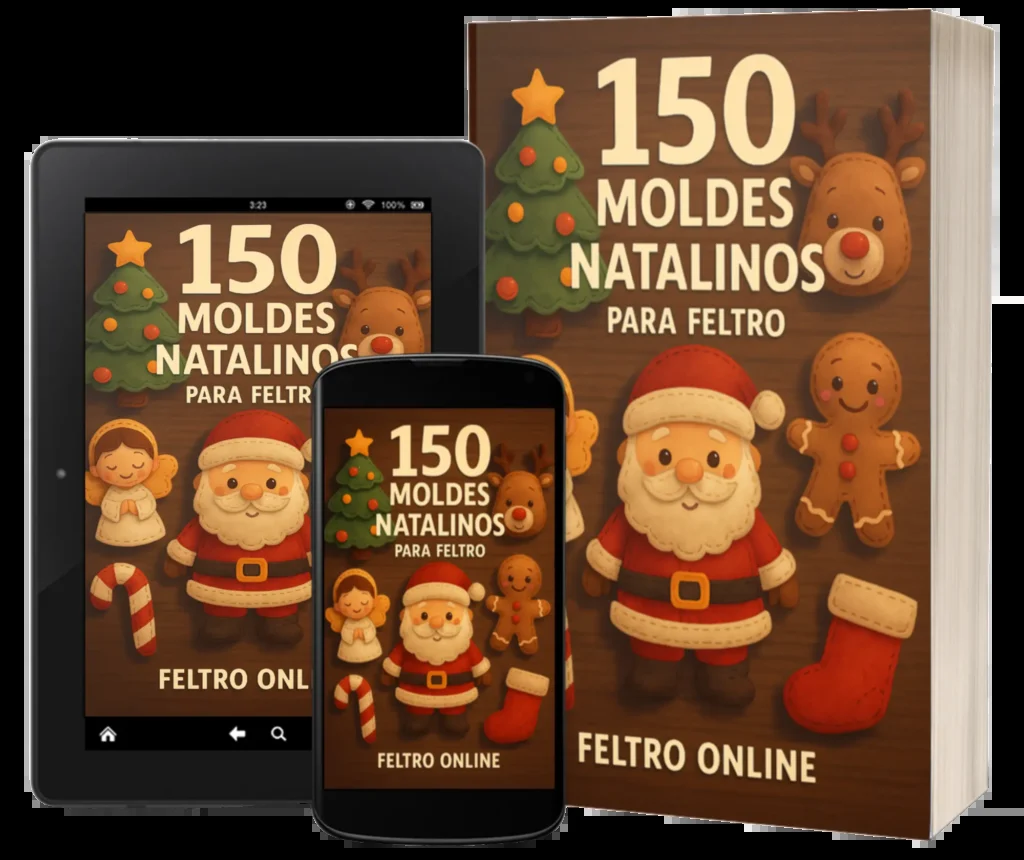 150
MOLDES
NATALINOS
PARA FELTRO
FELTRO ONLINE
3:23
100%
150
MOLDES
NATALINOS
PARA FELTR
FELTRO ONL
150
MOLDES
NATALINOS
PARA FELTRO
FELTRO ONLINE